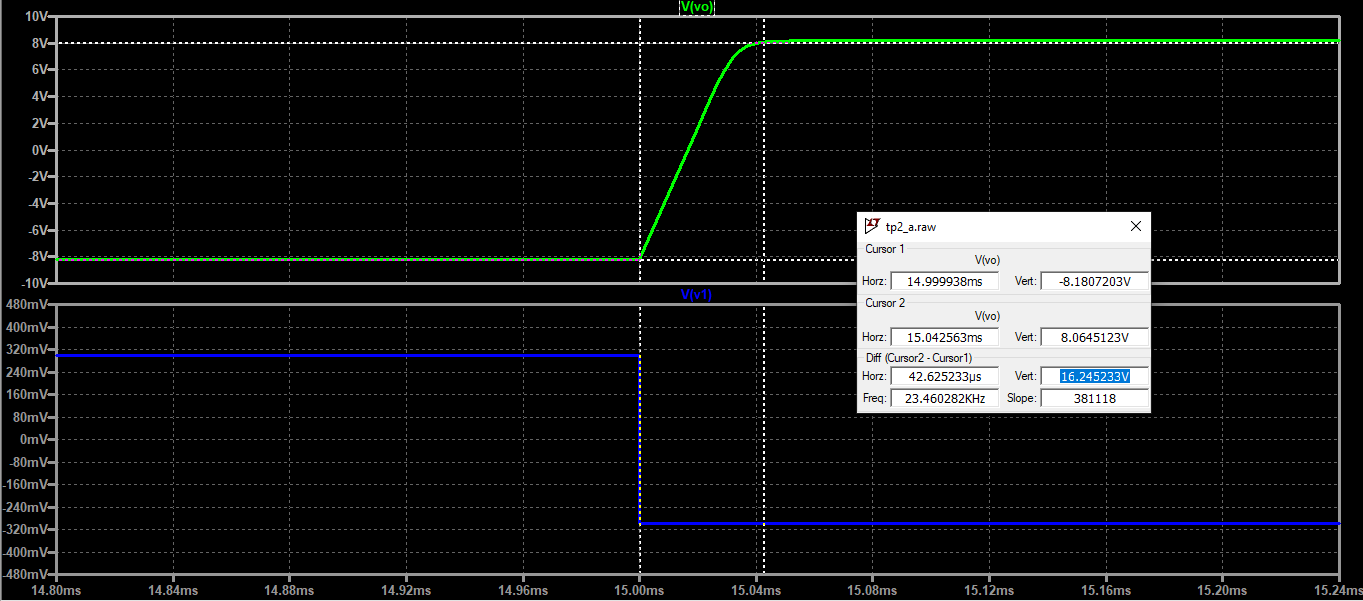 V(vo)
10V
8V
6V
4V
2V
0V
-2V
-4V
-6V
-8V
-10V
V(v1)
480mV
400mV
320mV
240mV
160mV
80mV
0mV
-80mV
-160mV
-240mV
-320mV
-400mV
-480mV
14.80ms 14.84ms 14.88ms 14.92ms 14.96ms 15.00ms 15.04ms 15.08ms 15.12ms 15.16ms 15.20ms 15.24ms
tp2_a.raw
Cursor 1
V(vo)
Horz: 14.999938ms Vert: -8.1807203V
Cursor 2
V(vo)
Horz: 15.042563ms Vert: 8.0645123V
Diff (Cursor2 - Cursor1)
Horz: 42.625233µs Vert: 16.245233V
Freq: 23.460282KHz Slope: 381118